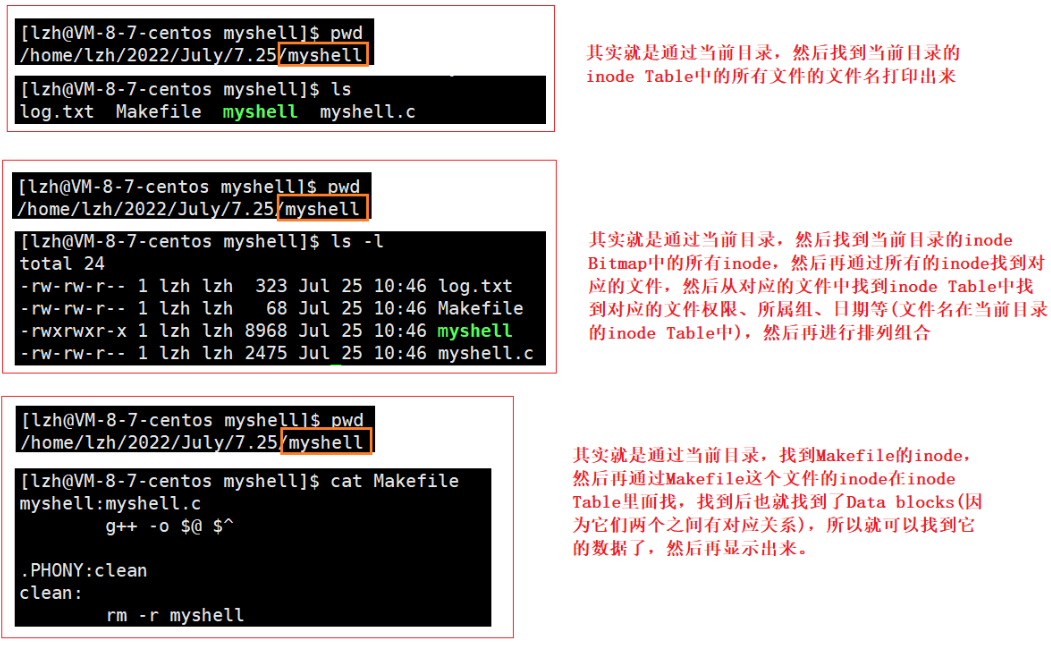 [lzh@VM-8-7-centos myshell]$ pwd
/home/lzh/2022/July/7.25/myshell
[lzh@VM-8-7-centos myshell]$ ls
log.txt  Makefile  myshell  myshell.c
其实就是通过当前目录，然后找到当前目录的
inode Table中的所有文件的文件名打印出来
[lzh@VM-8-7-centos myshell]$ pwd
/home/lzh/2022/July/7.25/myshell
[lzh@VM-8-7-centos myshell]$ ls -l
total 24
-rw-rw-r-- 1 lzh lzh  323 Jul 25 10:46 log.txt
-rw-rw-r-- 1 lzh lzh   68 Jul 25 10:46 Makefile
-rwxrwxr-x 1 lzh lzh 8968 Jul 25 10:46 myshell
-rw-rw-r-- 1 lzh lzh 2475 Jul 25 10:46 myshell.c
其实就是通过当前目录，然后找到当前目录的inode
Bitmap中的所有inode，然后再通过所有的inode找到对
应的文件，然后从对应的文件中找到inode Table中找
到对应的文件权限、所属组、日期等(文件名在当前目录
的inode Table中)，然后再进行排列组合
[lzh@VM-8-7-centos myshell]$ pwd
/home/lzh/2022/July/7.25/myshell
[lzh@VM-8-7-centos myshell]$ cat Makefile
myshell:myshell.c
        g++ -o $@ $^
.PHONY:clean
clean:
        rm -r myshell
其实就是通过当前目录，找到Makefile的inode，
然后再通过Makefile这个文件的inode在inode
Table里面找，找到后也就找到了Data blocks(因
为它们两个之间有对应关系)，所以就可以找到它
的数据了，然后再显示出来。